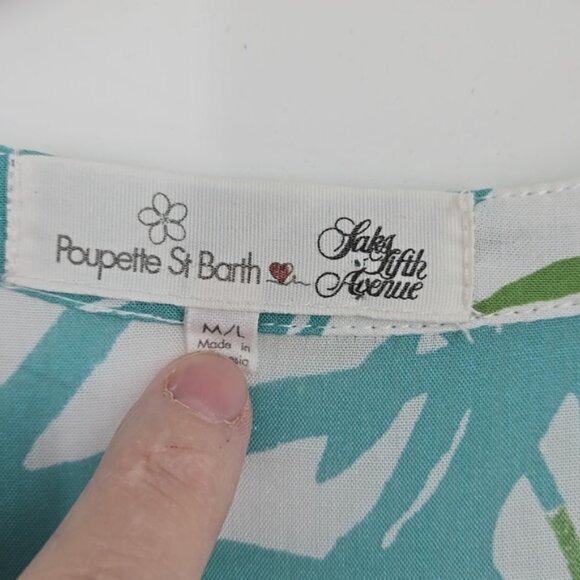 Poupette St Barth
Saks
Fifth
Avenue
M/L
Made in